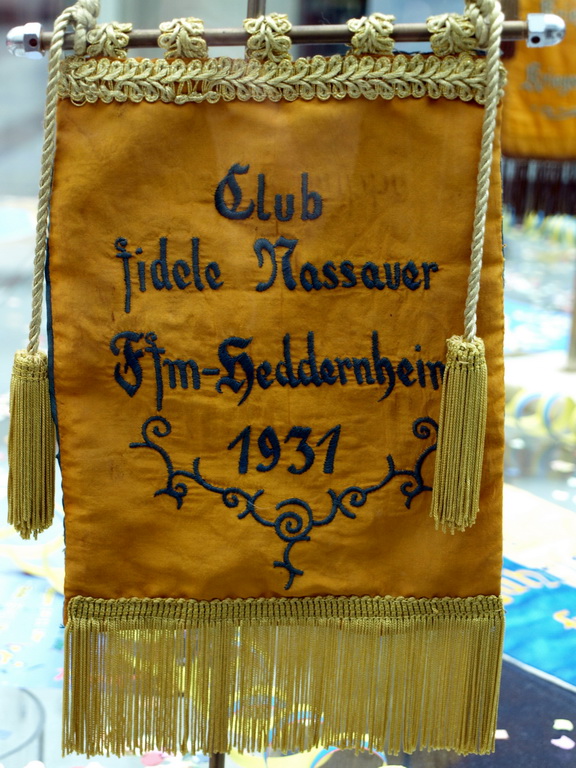 Club
fidele Nassauer
Ffm-Heddernheim
1931